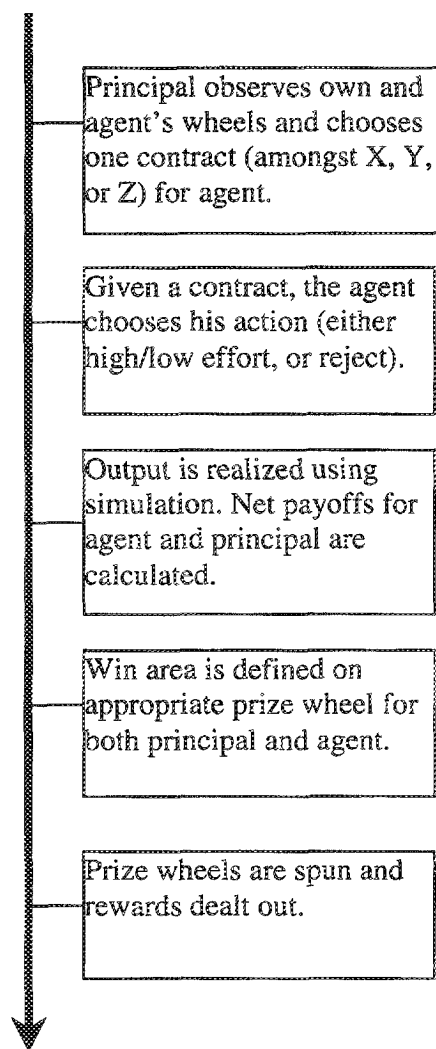 Principal observes own and
agent's wheels and chooses
one contract (amongst X, Y,
or Z) for agent.
Given a contract, the agent
chooses his action (either
high/low effort, or reject).
Output is realized using
simulation. Net payoffs for
agent and principal are
calculated.
Win area is defined on
appropriate prize wheel for
both principal and agent.
Prize wheels are spun and
rewards dealt out.